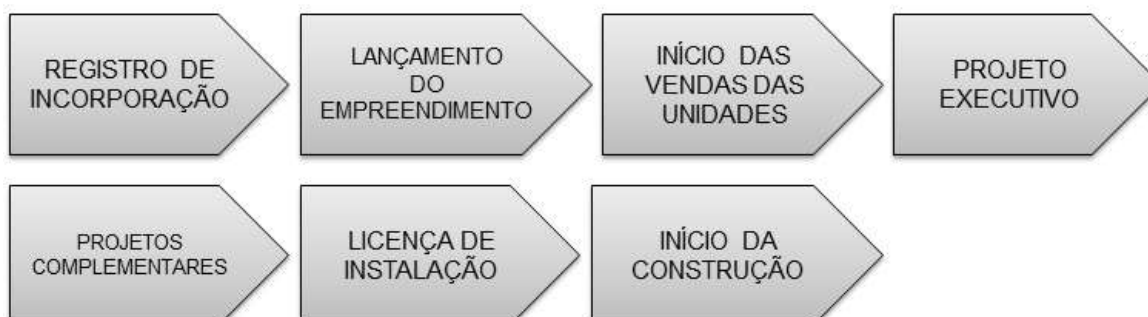 REGISTRO DE
INCORPORAÇÃO
LANÇAMENTO
DO
EMPREENDIMENTO
INÍCIO DAS
VENDAS DAS
UNIDADES
PROJETO
EXECUTIVO
PROJETOS
COMPLEMENTARES
LICENÇA DE
INSTALAÇÃO
INÍCIO DA
CONSTRUÇÃO